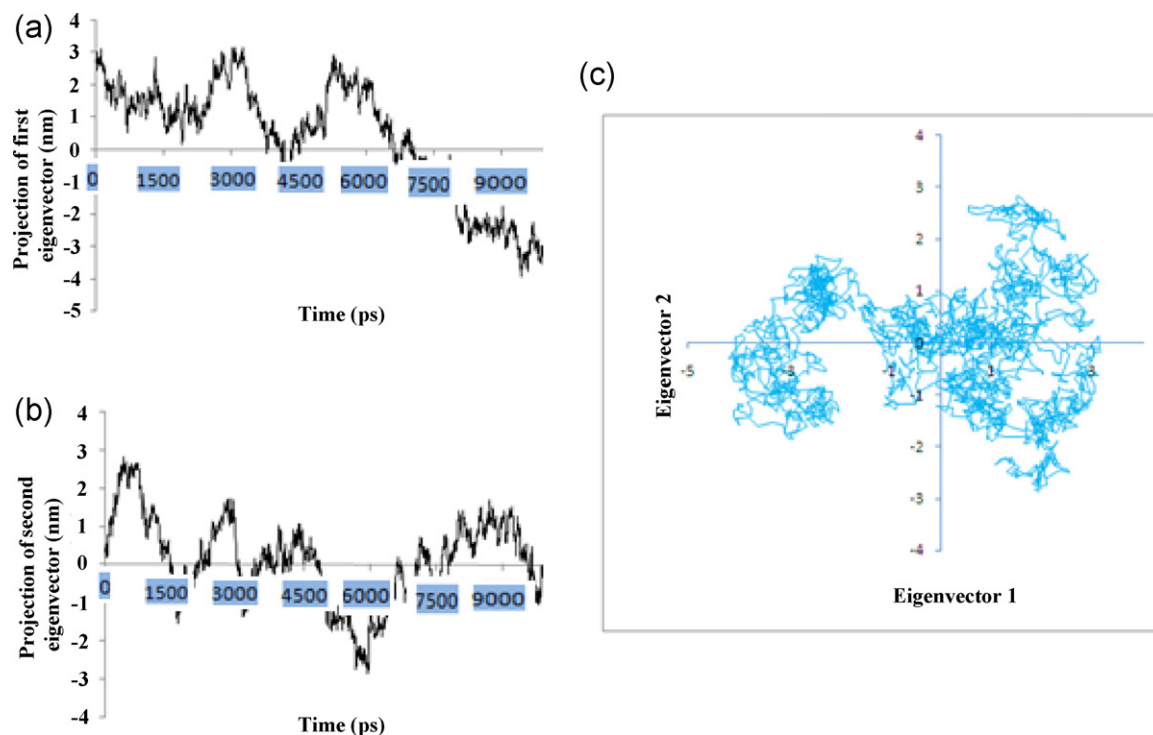 (a)
4
3
2
1
0
-1
-2
-3
-4
-5
Projection of first
eigenvector (nm)
0 1500 3000 4500 6000 7500 9000
Time (ps)
(b)
4
3
2
1
0
-1
-2
-3
-4
Projection of second
eigenvector (nm)
0 1500 3000 4500 6000 7500 9000
Time (ps)
(c)
4
3
2
1
0
-1
-2
-3
-4
-5 -3 -1 1 3
Eigenvector 2
Eigenvector 1